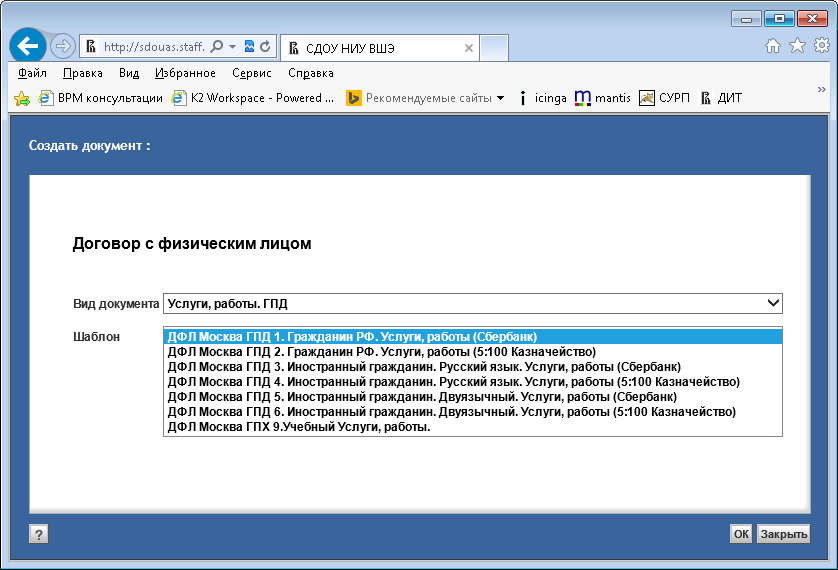 http://sdouas.staff.
СДОУ НИУ ВШЭ
Файл Правка Вид Избранное Сервис Справка
ВРМ консультации K2 Workspace - Powered ... Рекомендуемые сайты icinga mantis СУРП ДИТ
Создать документ :
Договор с физическим лицом
Вид документа Услуги, работы. ГПД
Шаблон
ДФЛ Москва ГПД 1. Гражданин РФ. Услуги, работы (Сбербанк)
ДФЛ Москва ГПД 2. Гражданин РФ. Услуги, работы (5:100 Казначейство)
ДФЛ Москва ГПД 3. Иностранный гражданин. Русский язык. Услуги, работы (Сбербанк)
ДФЛ Москва ГПД 4. Иностранный гражданин. Русский язык. Услуги, работы (5:100 Казначейство)
ДФЛ Москва ГПД 5. Иностранный гражданин. Двуязычный. Услуги, работы (Сбербанк)
ДФЛ Москва ГПД 6. Иностранный гражданин. Двуязычный. Услуги, работы (5:100 Казначейство)
ДФЛ Москва ГПХ 9.Учебный Услуги, работы.
? ОК Закрыть